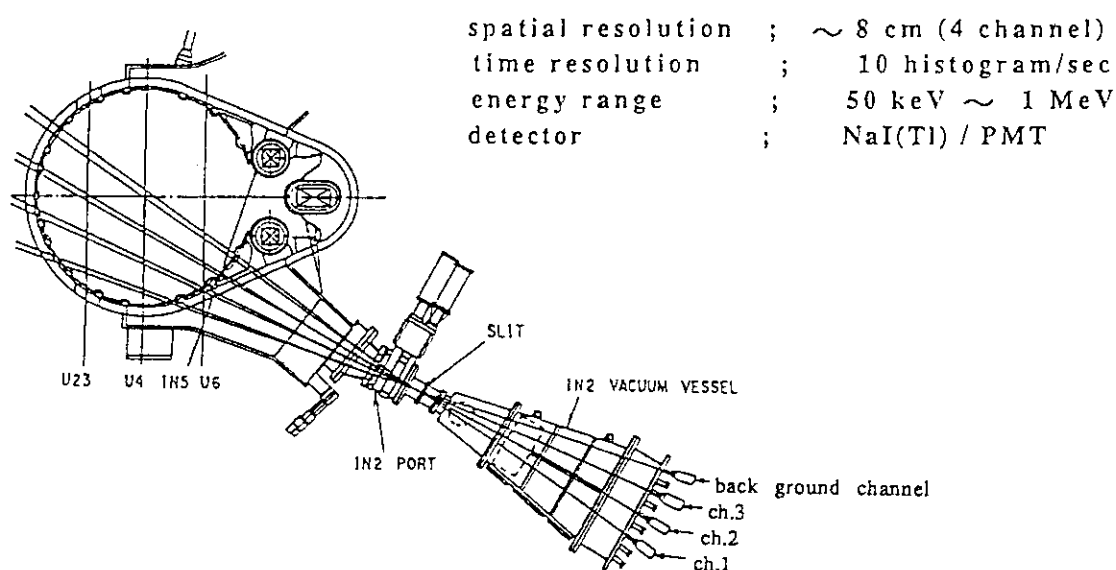 spatial resolution ; ~ 8 cm (4 channel)
time resolution ; 10 histogram/sec
energy range ; 50 keV ~ 1 MeV
detector ; NaI(Tl) / PMT
SLIT
U23 U4 IN5 U6
IN2 VACUUM VESSEL
IN2 PORT
back ground channel
ch.3
ch.2
ch.1